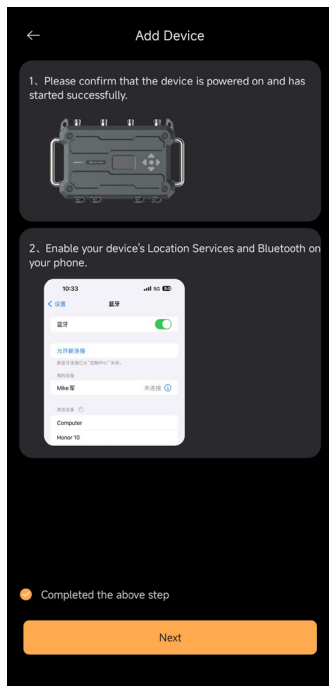 Add Device
1、Please confirm that the device is powered on and has
started successfully.
2、Enable your device's Location Services and Bluetooth on
your phone.
10:33
5G
设置
蓝牙
蓝牙
允许新连接
我的设备
Mike军
未连接
其他设备
Computer
Honor 10
Completed the above step
Next